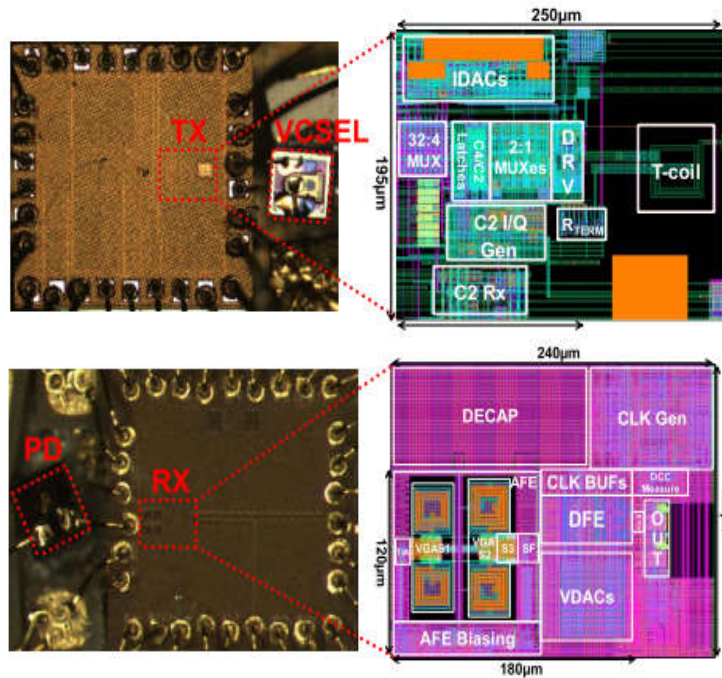 250µm
TX
VCSEL
195µm
IDACs
32:4
MUX
C4/C2
Latches
2:1
MUXes
D
R
V
T-coil
C2 I/Q
Gen
RTERM
C2 Rx
240µm
PD
RX
DECAP
CLK Gen
120µm
AFE
CLK BUFs
DCC
Measure
DFE
O
U
T
VGAS1
VGA
S2
S3
SF
VDACs
AFE Biasing
180µm